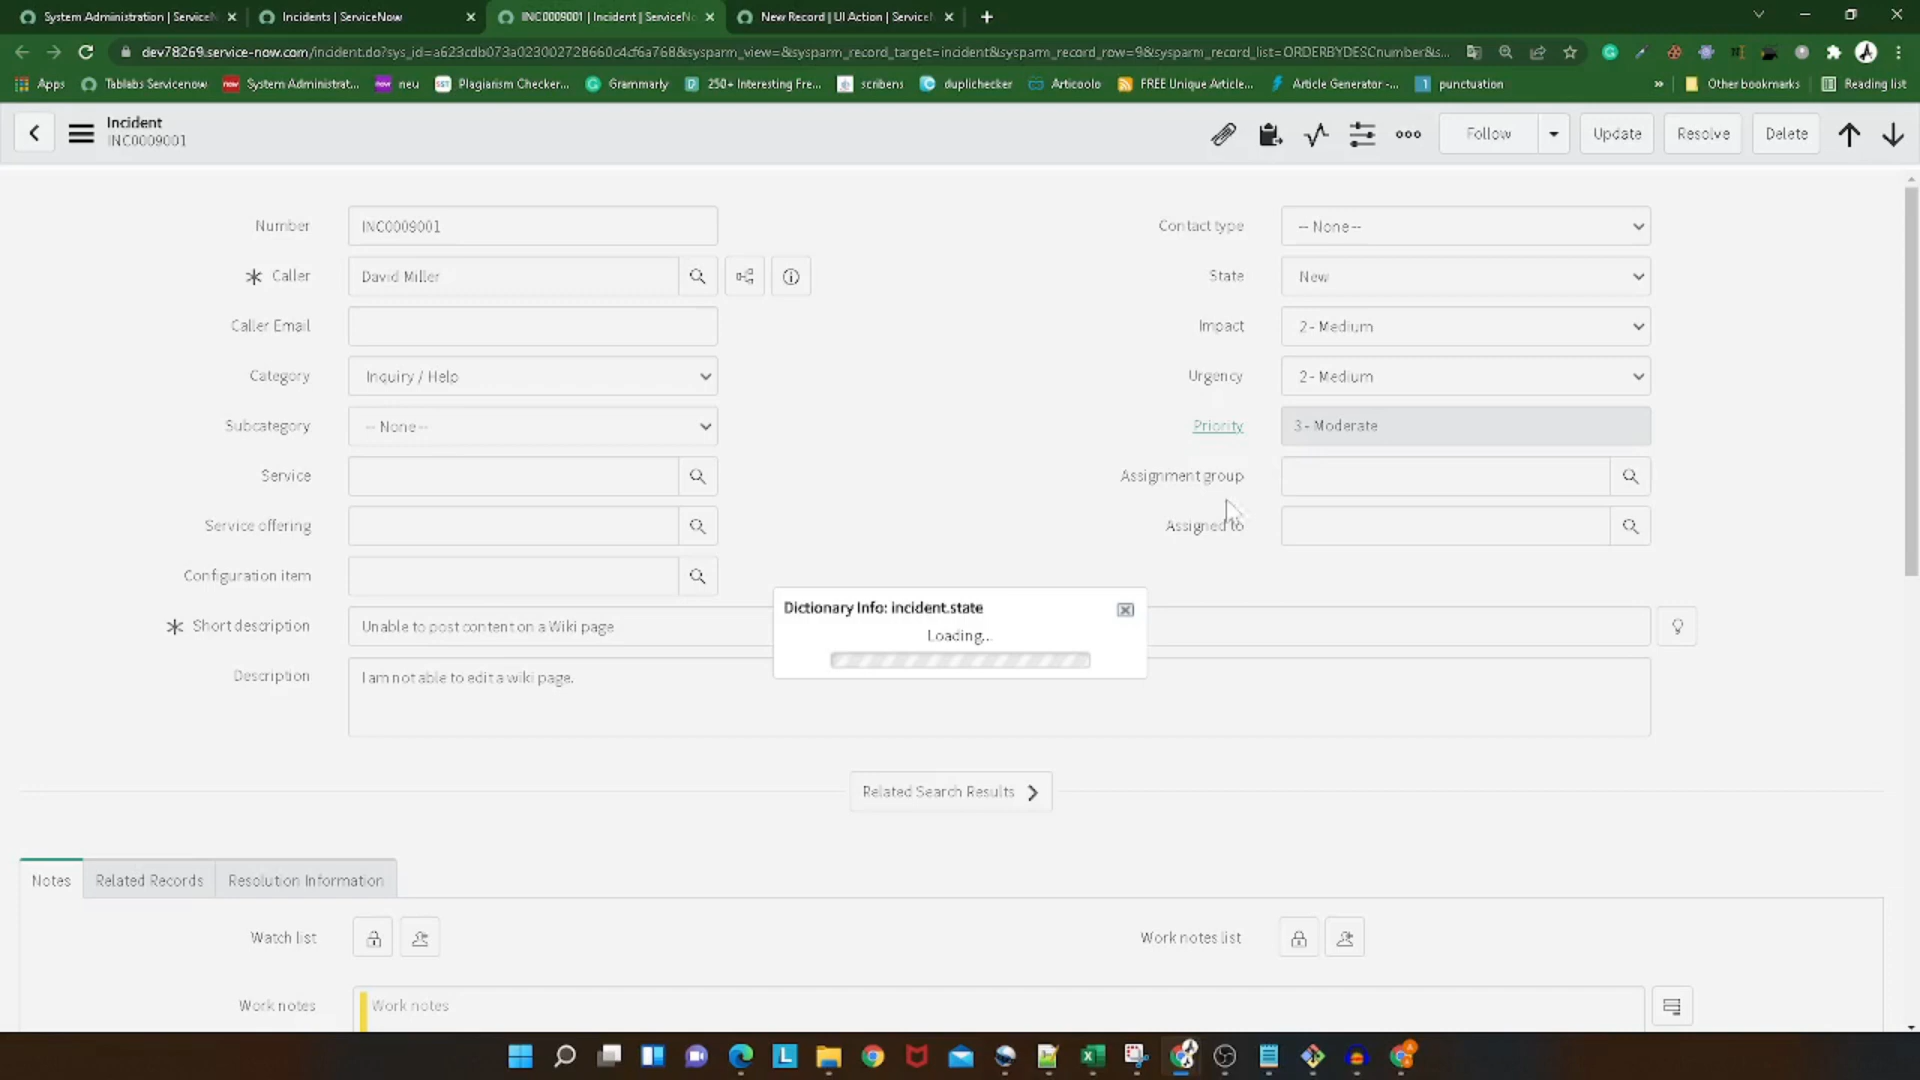 System Administration | ServiceN
Incidents | ServiceNow
INC0009001 | Incident | ServiceNo
New Record | UI Action | Service
dev78269.service-now.com/incident.do?sys_id=a623cdb073a023002728660c4cf6a768&sysparm_view=&sysparm_record_target=incident&sysparm_record_row=9&sysparm_record_list=ORDERBYDESCnumber&s...
Apps
Tablabs Servicenow
System Administrat...
neu
Plagiarism Checker...
Grammarly
250+ Interesting Fre...
scribens
duplichecker
Articoolo
FREE Unique Article...
Article Generator -...
punctuation
»
Other bookmarks
Reading list
Incident
INC0009001
Follow
Update
Resolve
Delete
Number
INC0009001
Caller
David Miller
Caller Email
Category
Inquiry / Help
Subcategory
-- None --
Service
Service offering
Configuration item
Short description
Unable to post content on a Wiki page
Description
I am not able to edit a wiki page.
Contact type
-- None --
State
New
Impact
2 - Medium
Urgency
2 - Medium
Priority
3 - Moderate
Assignment group
Assigned to
Dictionary Info: incident.state
Loading...
Related Search Results
Notes
Related Records
Resolution Information
Watch list
Work notes list
Work notes
Work notes